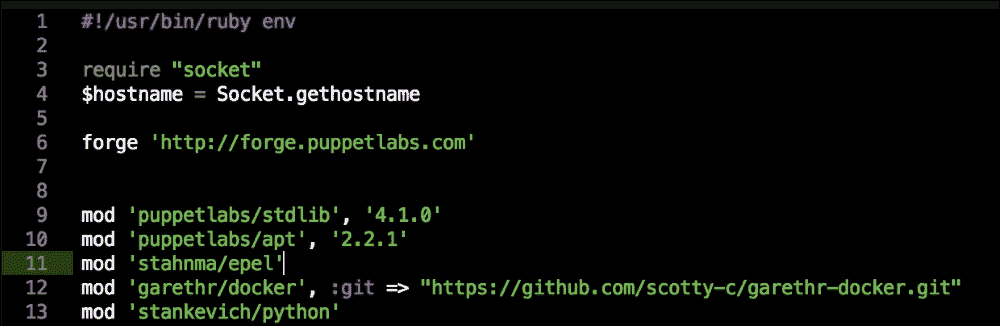 1 #!/usr/bin/ruby env
2
3 require "socket"
4 $hostname = Socket.gethostname
5
6 forge 'http://forge.puppetlabs.com'
7
8
9 mod 'puppetlabs/stdlib', '4.1.0'
10 mod 'puppetlabs/apt', '2.2.1'
11 mod 'stahnma/epel'
12 mod 'garethr/docker', :git => "https://github.com/scotty-c/garethr-docker.git"
13 mod 'stankevich/python'